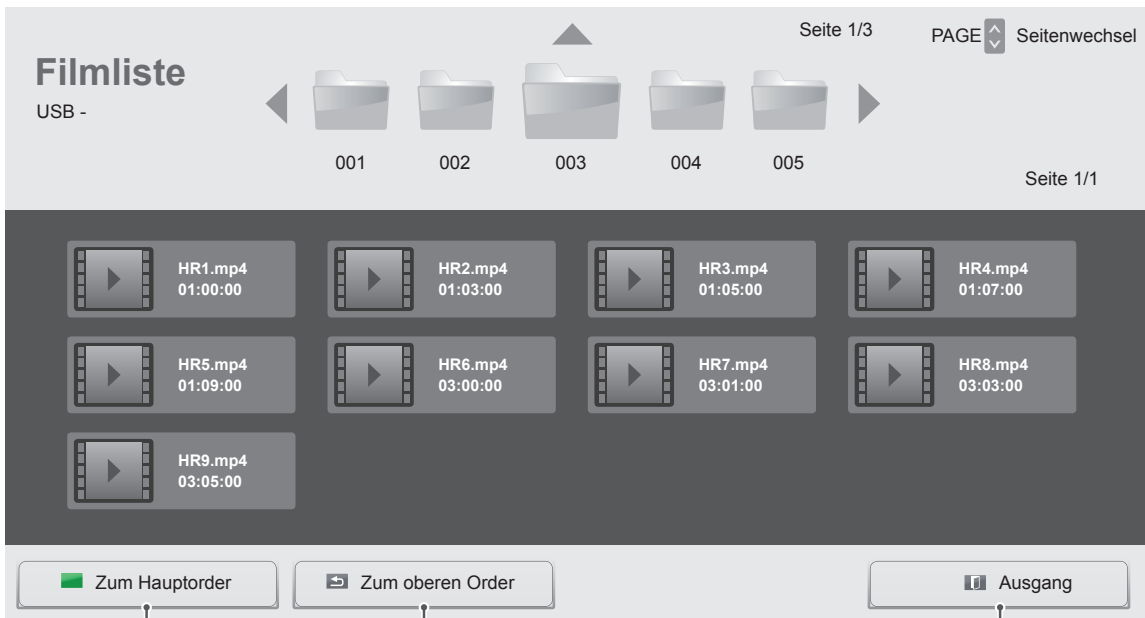 Seite 1/3
PAGE Seitenwechsel
Filmliste
USB -
001 002 003 004 005
Seite 1/1
HR1.mp4 HR2.mp4 HR3.mp4 HR4.mp4
01:00:00 01:03:00 01:05:00 01:07:00
HR5.mp4 HR6.mp4 HR7.mp4 HR8.mp4
01:09:00 03:00:00 03:01:00 03:03:00
HR9.mp4
03:05:00
Zum Hauptorder Zum oberen Order Ausgang